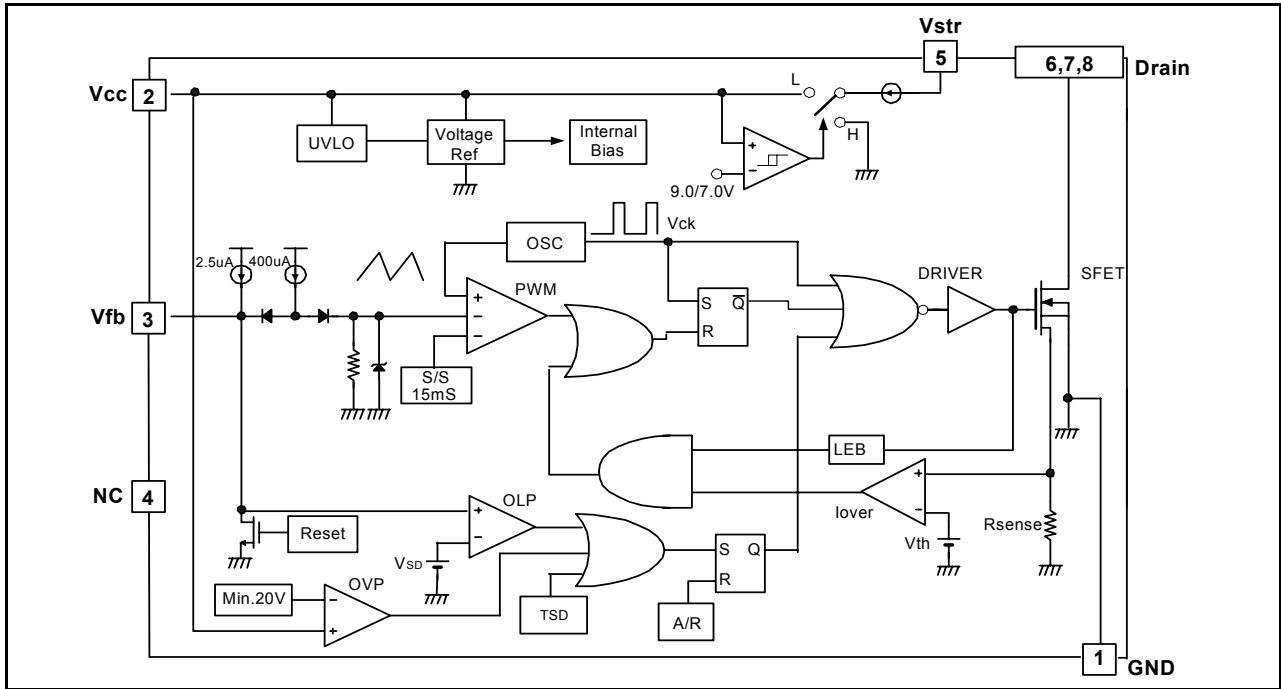 Vstr
5
6,7,8
Drain
Vcc
2
L
H
UVLO
Voltage
Ref
Internal
Bias
+
−
9.0/7.0V
OSC
Vck
2.5uA
400uA
Vfb
3
PWM
+
−
−
S/S
15mS
S
Q
R
DRIVER
SFET
LEB
NC
4
Iover
+
−
Vth
Rsense
Reset
OLP
+
−
VSD
S
Q
R
OVP
Min.20V
−
+
TSD
A/R
1
GND